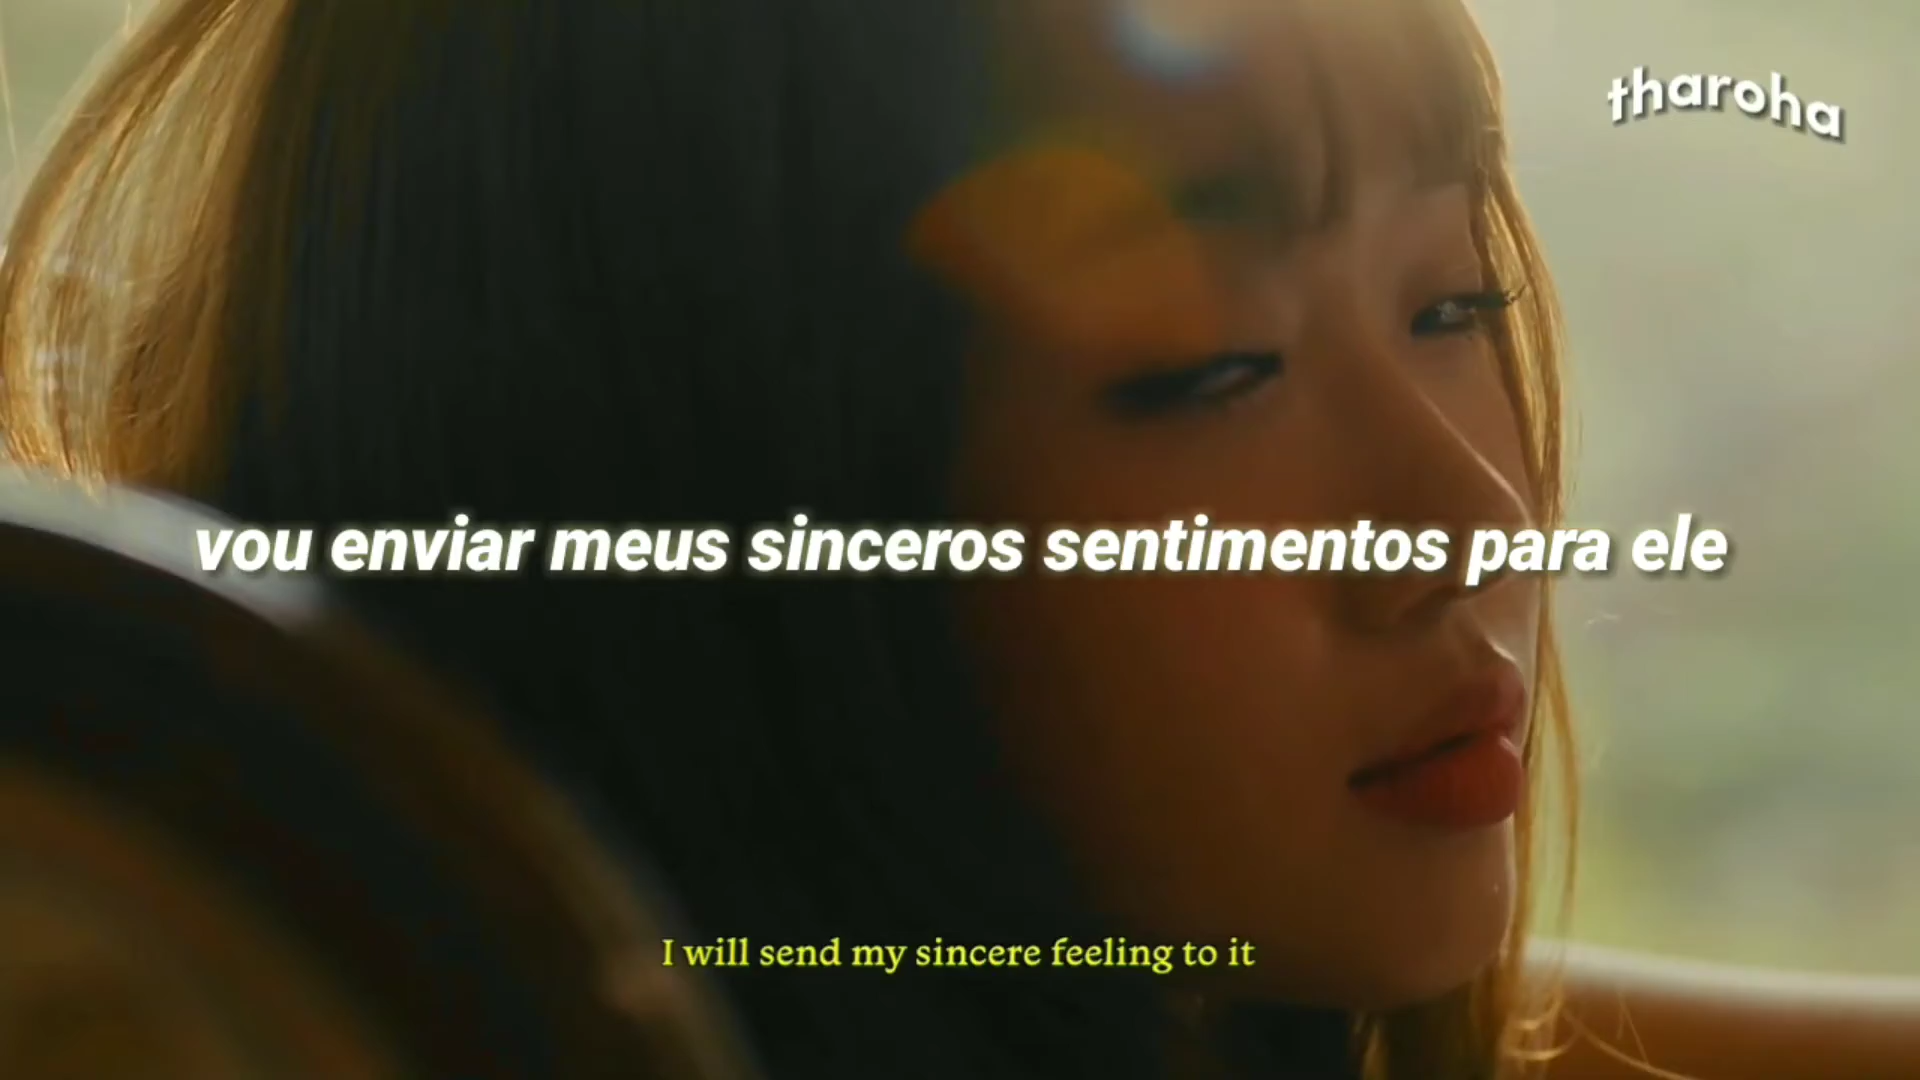 tharoha
vou enviar meus sinceros sentimentos para ele
I will send my sincere feeling to it